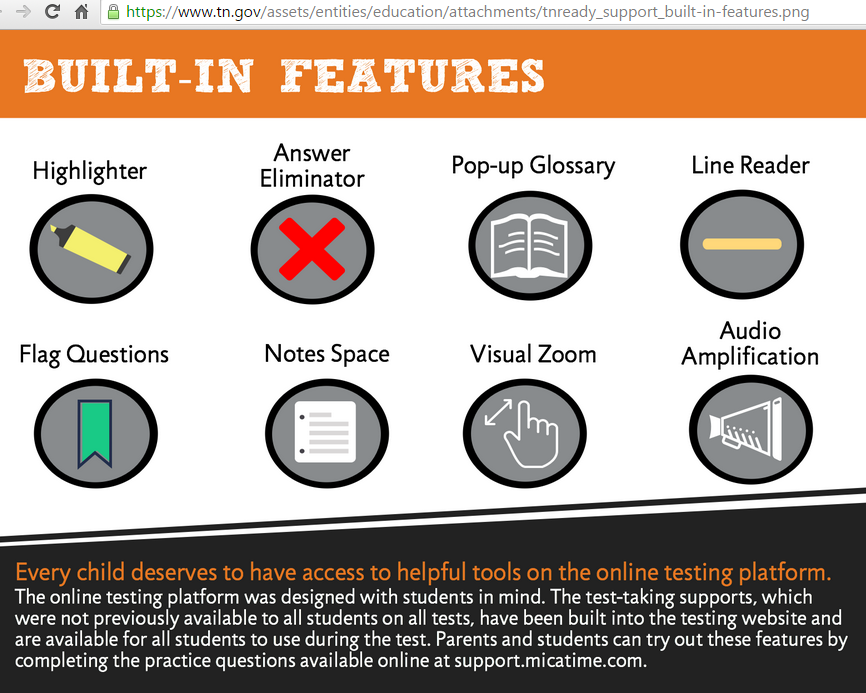 https://www.tn.gov/assets/entities/education/attachments/tnready_support_built-in-features.png
BUILT-IN FEATURES
Highlighter
Answer
Eliminator
Pop-up Glossary
Line Reader
Flag Questions
Notes Space
Visual Zoom
Audio
Amplification
Every child deserves to have access to helpful tools on the online testing platform.
The online testing platform was designed with students in mind. The test-taking supports, which
were not previously available to all students on all tests, have been built into the testing website and
are available for all students to use during the test. Parents and students can try out these features by
completing the practice questions available online at support.micatime.com.